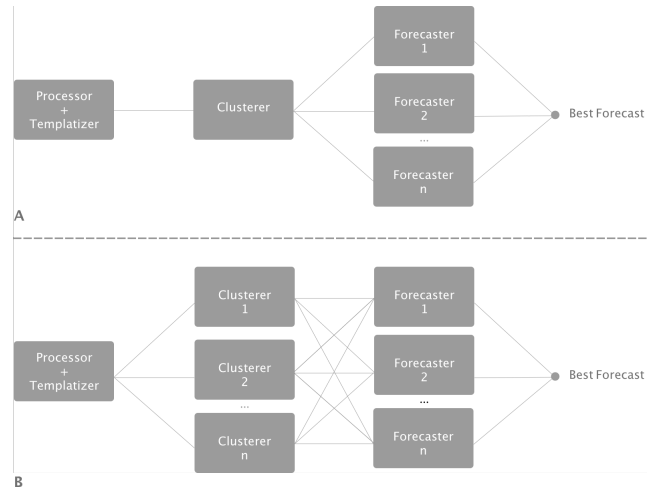 Processor
+
Templatizer
Clusterer
Forecaster
1
Forecaster
2
...
Forecaster
n
Best Forecast
A
Processor
+
Templatizer
Clusterer
1
Clusterer
2
...
Clusterer
n
Forecaster
1
Forecaster
2
...
Forecaster
n
Best Forecast
B